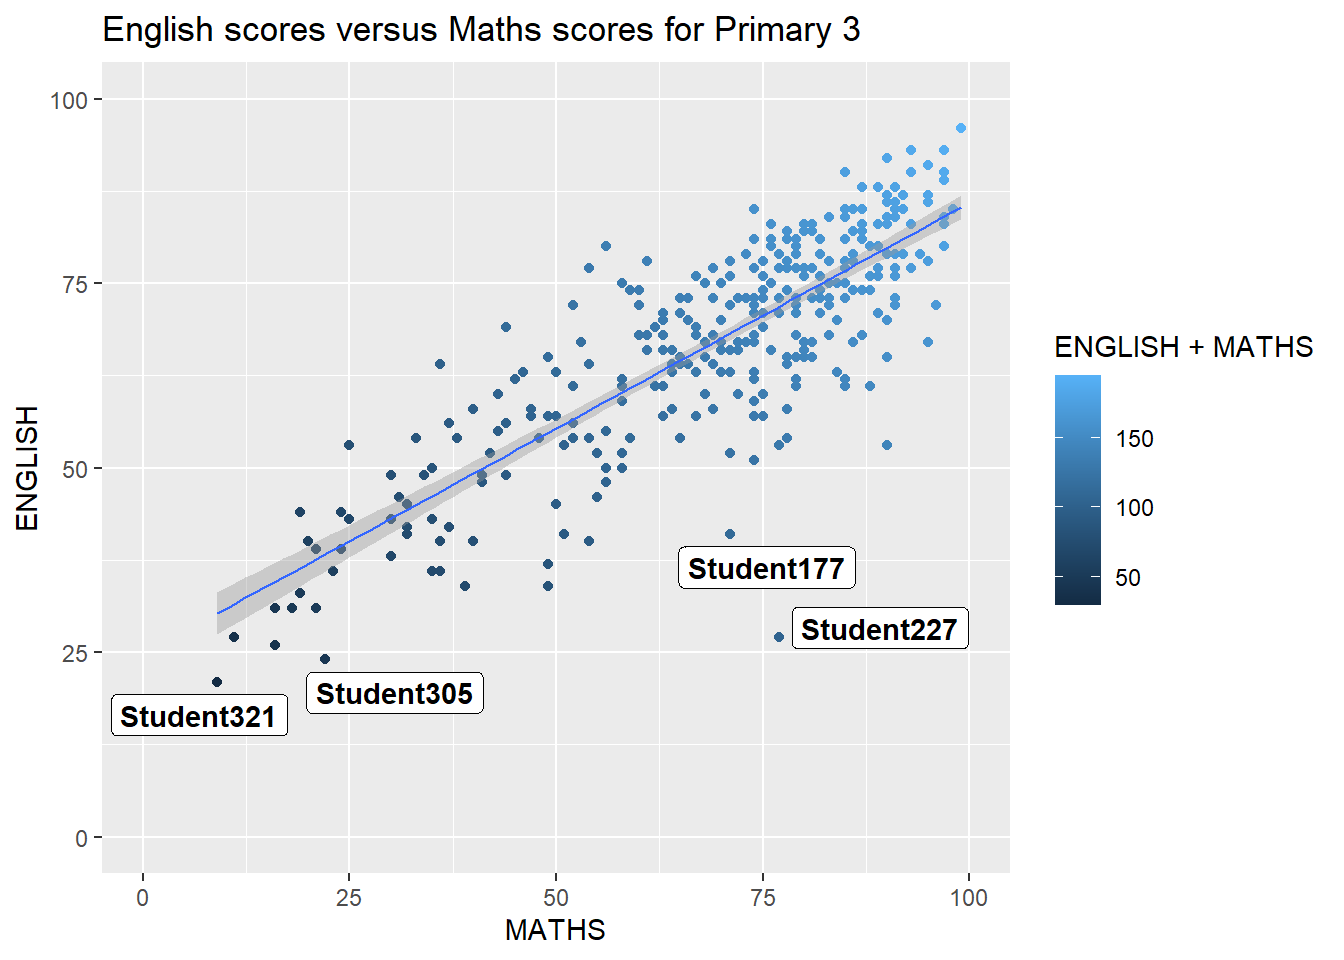 English scores versus Maths scores for Primary 3
100
75
50
25
0
ENGLISH
Student177
Student227
Student305
Student321
0
25
50
75
100
MATHS
ENGLISH + MATHS
150
100
50